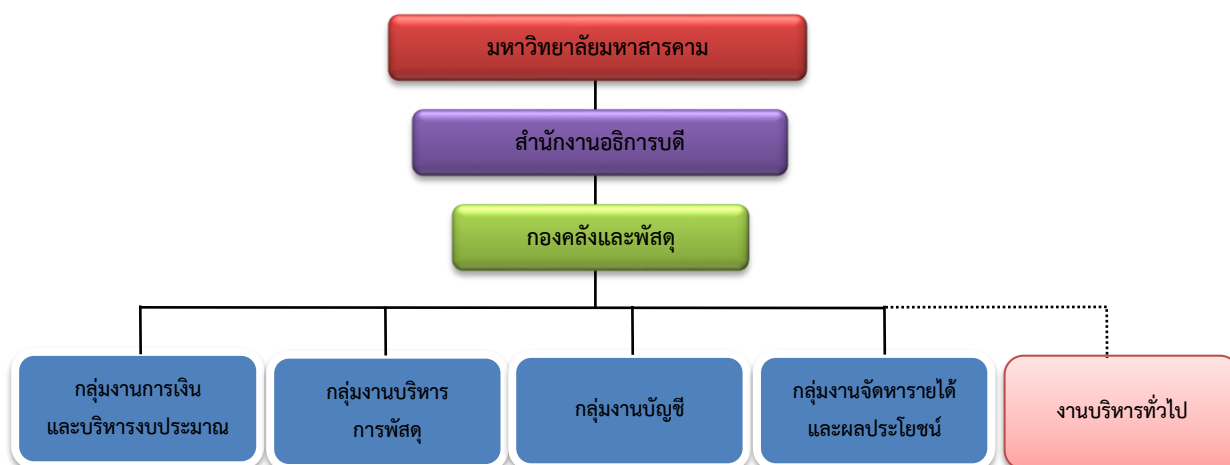 มหาวิทยาลัยมหาสารคาม
สำนักงานอธิการบดี
กองคลังและพัสดุ
กลุ่มงานการเงิน
และบริหารงบประมาณ
กลุ่มงานบริหาร
การพัสดุ
กลุ่มงานบัญชี
กลุ่มงานจัดหารายได้
และผลประโยชน์
งานบริหารทั่วไป